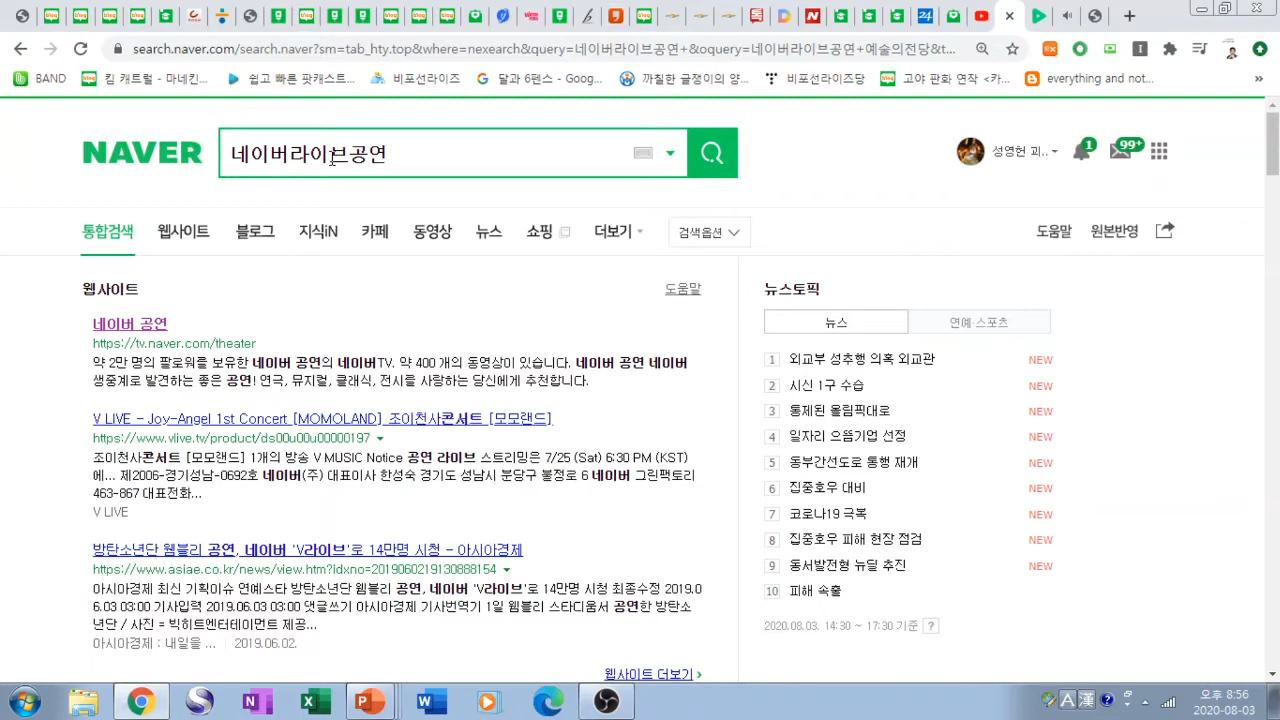 search.naver.com/search.naver?sm=tab_hty.top&where=nexearch&query=네이버라이브공연+&oquery=네이버라이브공연+예술의전당&t...
BAND
킴 캐트럴 - 마네킨...
쉽고 빠른 팟캐스트...
비포선라이즈
달과 6펜스 - Goog...
까칠한 글쟁이의 양...
비포선라이즈당
고야 판화 연작 <카...
everything and not...
»
NAVER
네이버라이브공연
성영헌 괴..
1
99+
통합검색 웹사이트 블로그 지식iN 카페 동영상 뉴스 쇼핑 더보기 검색옵션
도움말 원본반영
웹사이트
도움말
네이버 공연
https://tv.naver.com/theater
약 2만 명의 팔로워를 보유한 네이버 공연의 네이버TV. 약 400 개의 동영상이 있습니다. 네이버 공연 네이버
생중계로 발견하는 좋은 공연! 연극, 뮤지컬, 클래식, 전시를 사랑하는 당신에게 추천합니다.
V LIVE - Joy-Angel 1st Concert [MOMOLAND] 조이천사콘서트 [모모랜드]
https://www.vlive.tv/product/ds00u00u00000197
조이천사콘서트 [모모랜드] 1개의 방송 V MUSIC Notice 공연 라이브 스트리밍은 7/25 (Sat) 6:30 PM (KST)
에... 제2006-경기성남-0692호 네이버(주) 대표이사 한성숙 경기도 성남시 분당구 불정로 6 네이버 그린팩토리
463-867 대표전화...
V LIVE
방탄소년단 웸블리 공연, 네이버 'V라이브'로 14만명 시청 - 아시아경제
https://www.asiae.co.kr/news/view.htm?idxno=2019060219130888154
아시아경제 최신 기획이슈 연예스타 방탄소년단 웸블리 공연, 네이버 'V라이브'로 14만명 시청 최종수정 2019.0
6.03 03:00 기사입력 2019.06.03 03:00 댓글쓰기 아시아경제 기사번역기 1일 웸블리 스타디움서 공연한 방탄소
년단 / 사진 = 빅히트엔터테이먼트 제공...
아시아경제 : 내일을 ... 2019.06.02.
웹사이트 더보기
뉴스토픽
뉴스 연예·스포츠
1 외교부 성추행 의혹 외교관 NEW
2 시신 1구 수습 NEW
3 통제된 올림픽대로 NEW
4 일자리 으뜸기업 선정 NEW
5 동부간선도로 통행 재개 NEW
6 집중호우 대비 NEW
7 코로나19 극복 NEW
8 집중호우 피해 현장 점검 NEW
9 동서발전형 뉴딜 추진 NEW
10 피해 속출
2020.08.03. 14:30 ~ 17:30 기준 ?
A 漢
오후 8:56
2020-08-03